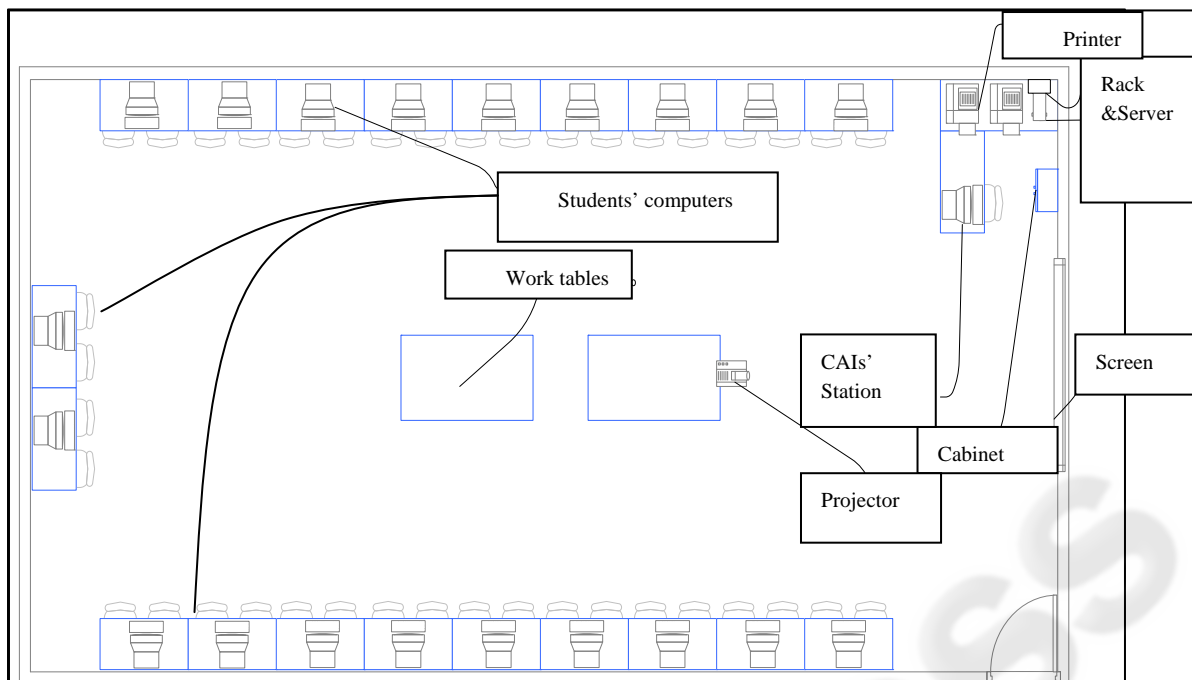 Printer
Rack
&Server
Students’ computers
Work tables
CAIs’
Station
Screen
Cabinet
Projector